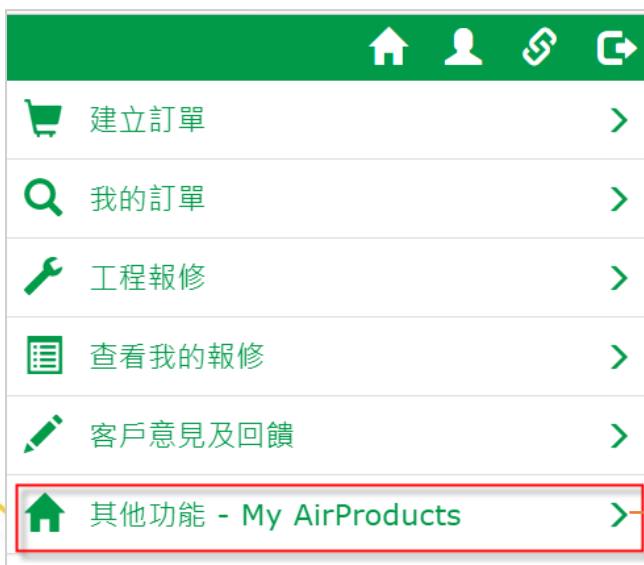 建立訂單
我的訂單
工程報修
查看我的報修
客戶意見及回饋
其他功能 - My AirProducts